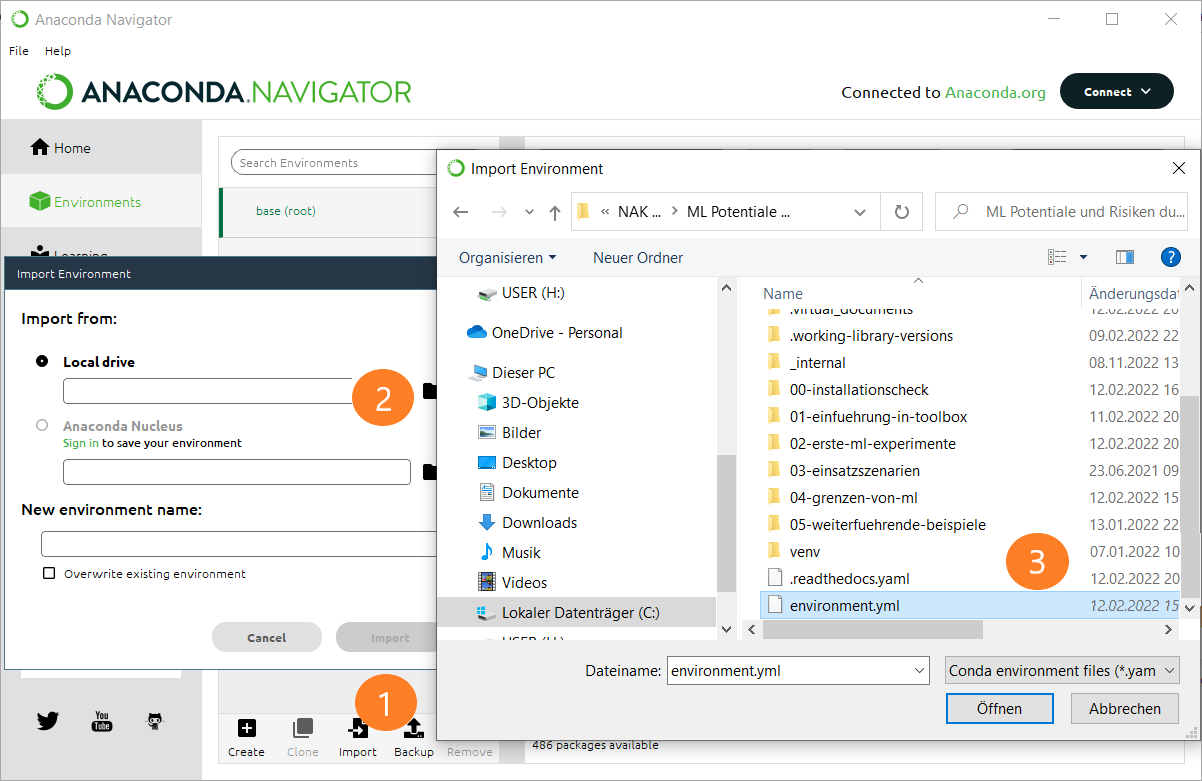 Anaconda Navigator
File Help
ANACONDA.NAVIGATOR
Connected to Anaconda.org
Connect
Home
Environments
Learning
Search Environments
base (root)
Import Environment
Import from:
Local drive
2
Anaconda Nucleus
Sign in to save your environment
New environment name:
Overwrite existing environment
Cancel
Import
1
You
Tube
Create
Clone
Import
Backup
Remove
486 packages available
Import Environment
« NAK ... > ML Potentiale ...
ML Potentiale und Risiken du...
Organisieren
Neuer Ordner
?
USER (H:)
OneDrive - Personal
Dieser PC
3D-Objekte
Bilder
Desktop
Dokumente
Downloads
Musik
Videos
Lokaler Datenträger (C:)
USER (H:)
Name Änderungsdat
.virtual_documents 12.02.2022 20
.working-library-versions 09.02.2022 22
_internal 08.11.2022 13
00-installationscheck 12.02.2022 16
01-einfuehrung-in-toolbox 11.02.2022 20
02-erste-ml-experimente 12.02.2022 20
03-einsatzszenarien 23.06.2021 09
04-grenzen-von-ml 12.02.2022 15
05-weiterfuehrende-beispiele 13.01.2022 22
venv 07.01.2022 10
3
.readthedocs.yaml 12.02.2022 20
environment.yml 12.02.2022 15
Dateiname: environment.yml
Conda environment files (*.yam
Öffnen
Abbrechen